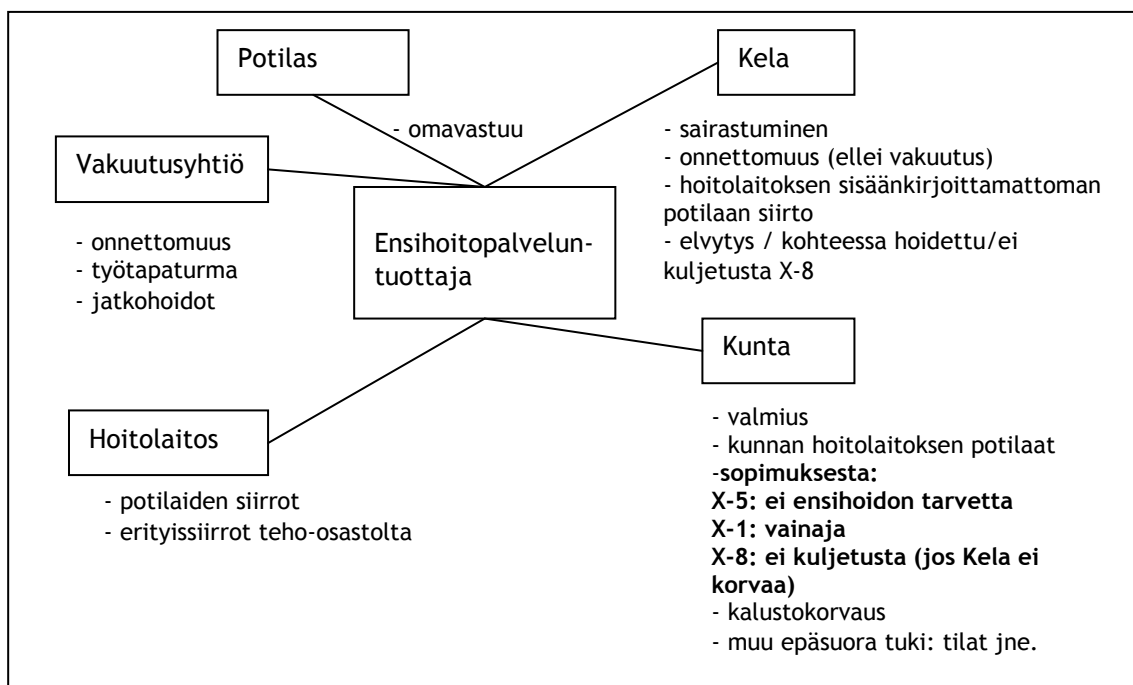 Potilas
- omavastuu
Kela
- sairastuminen
- onnettomuus (ellei vakuutus)
- hoitolaitoksen sisäänkirjoittamattoman
potilaan siirto
- elvytys / kohteessa hoidettu/ei
kuljetusta X-8
Vakuutusyhtiö
- onnettomuus
- työtapaturma
- jatkohoidot
Ensihoitopalvelun-
tuottaja
Kunta
- valmius
- kunnan hoitolaitoksen potilaat
-sopimuksesta:
X-5: ei ensihoidon tarvetta
X-1: vainaja
X-8: ei kuljetusta (jos Kela ei
korvaa)
- kalustokorvaus
- muu epäsuora tuki: tilat jne.
Hoitolaitos
- potilaiden siirrot
- erityissiirrot teho-osastolta